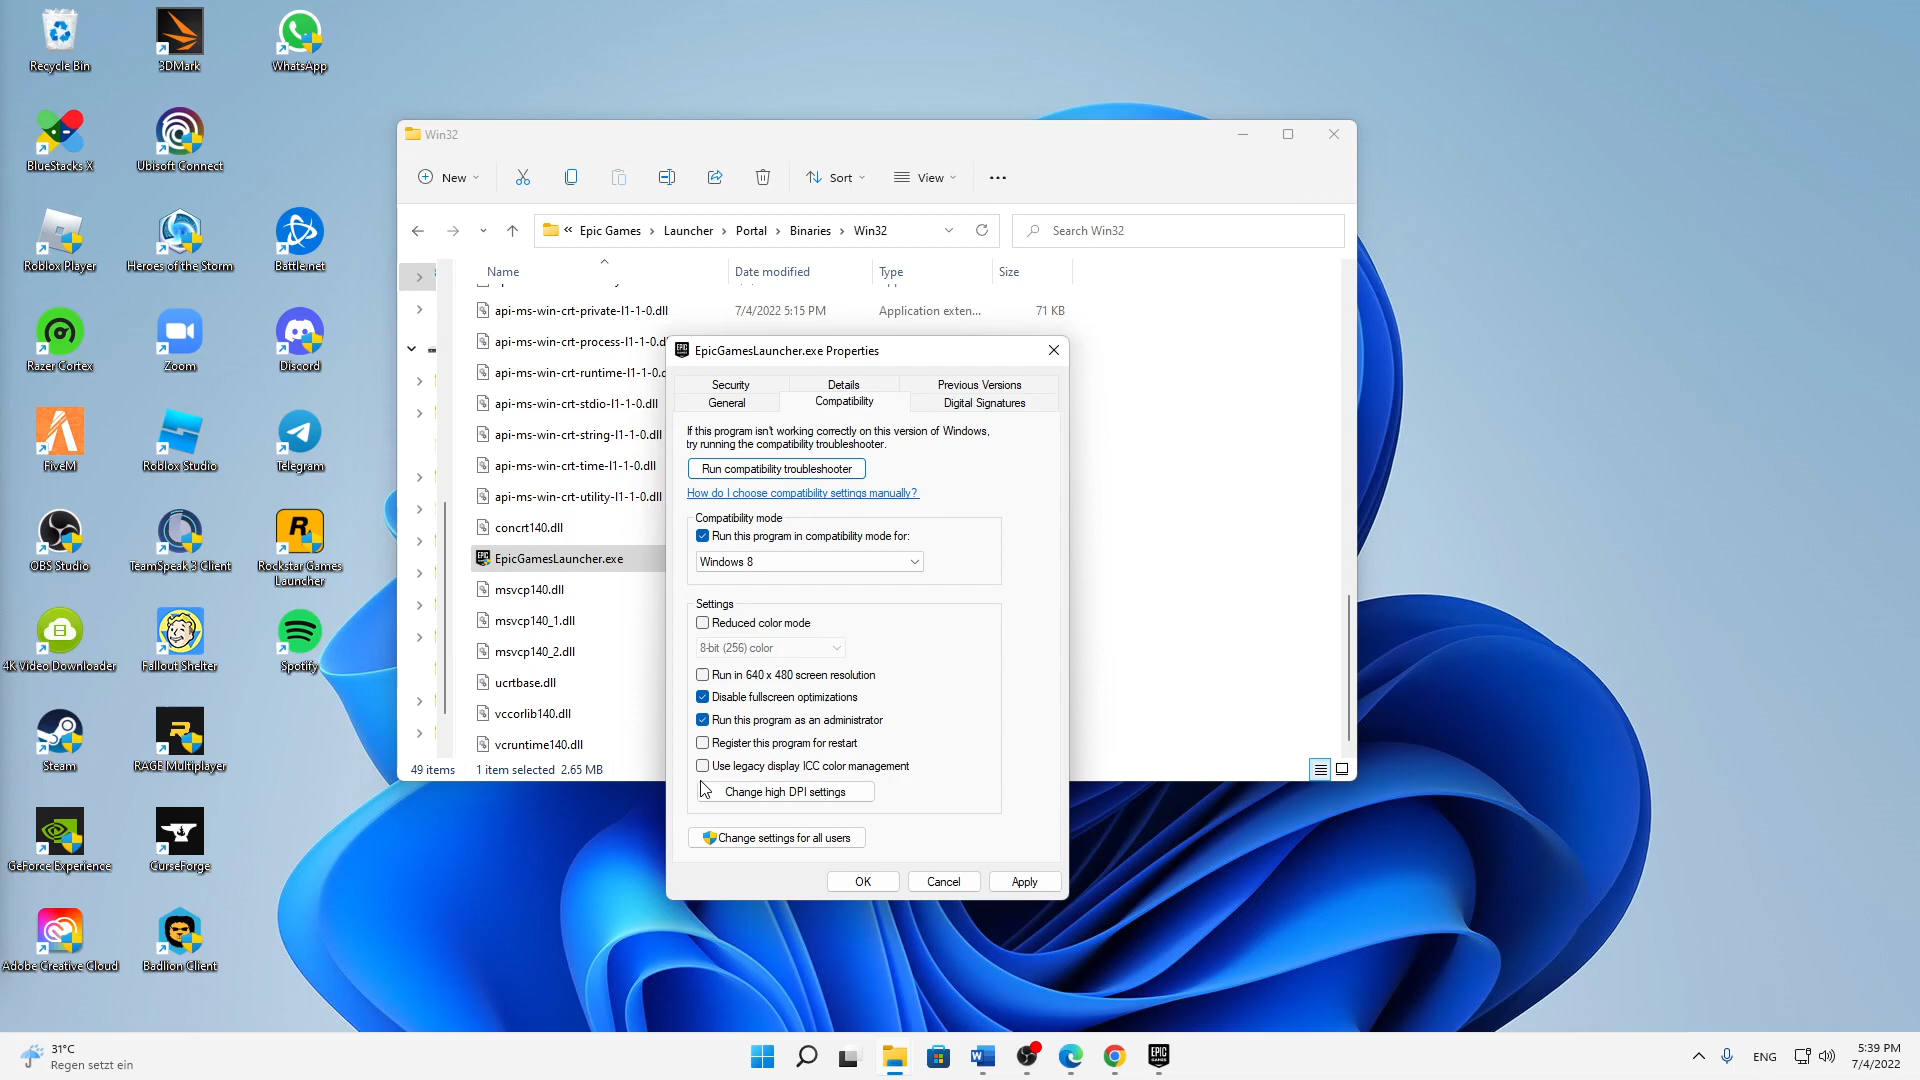 Recycle Bin
3DMark
WhatsApp
BlueStacks X
Ubisoft Connect
Roblox Player
Heroes of the Storm
Battle.net
Razer Cortex
Zoom
Discord
FiveM
Roblox Studio
Telegram
OBS Studio
TeamSpeak 3 Client
Rockstar Games
Launcher
4K Video Downloader
Fallout Shelter
Spotify
Steam
RAGE Multiplayer
GeForce Experience
CurseForge
Adobe Creative Cloud
Badlion Client
Win32
New
Sort
View
« Epic Games > Launcher > Portal > Binaries > Win32
Search Win32
Name Date modified Type Size
api-ms-win-crt-private-l1-1-0.dll 7/4/2022 5:15 PM Application exten... 71 KB
api-ms-win-crt-process-l1-1-0.d
api-ms-win-crt-runtime-l1-1-0.d
api-ms-win-crt-stdio-l1-1-0.dll
api-ms-win-crt-string-l1-1-0.dll
api-ms-win-crt-time-l1-1-0.dll
api-ms-win-crt-utility-l1-1-0.dll
concrt140.dll
EpicGamesLauncher.exe
msvcp140.dll
msvcp140_1.dll
msvcp140_2.dll
ucrtbase.dll
vccorlib140.dll
vcruntime140.dll
49 items 1 item selected 2.65 MB
EpicGamesLauncher.exe Properties
Security Details Previous Versions
General Compatibility Digital Signatures
If this program isn't working correctly on this version of Windows,
try running the compatibility troubleshooter.
Run compatibility troubleshooter
How do I choose compatibility settings manually?
Compatibility mode
Run this program in compatibility mode for:
Windows 8
Settings
Reduced color mode
8-bit (256) color
Run in 640 x 480 screen resolution
Disable fullscreen optimizations
Run this program as an administrator
Register this program for restart
Use legacy display ICC color management
Change high DPI settings
Change settings for all users
OK Cancel Apply
31°C
Regen setzt ein
EPIC
GAMES
ENG
5:39 PM
7/4/2022